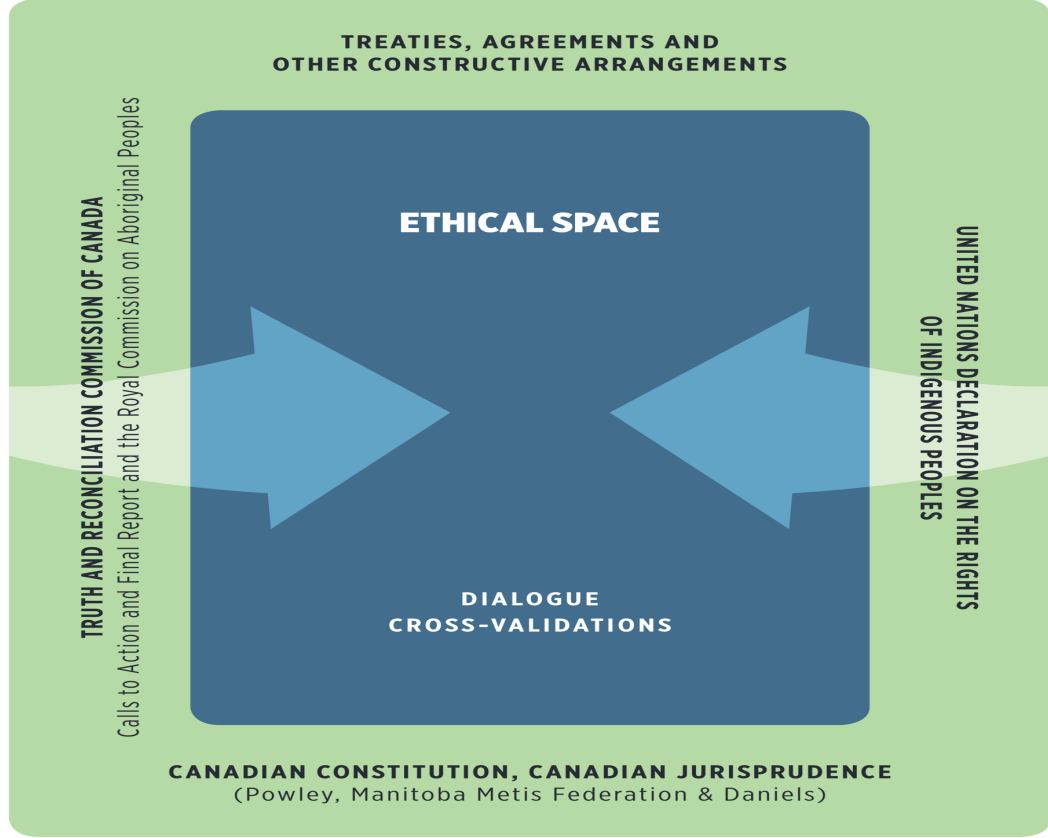 TREATIES, AGREEMENTS AND
OTHER CONSTRUCTIVE ARRANGEMENTS
TRUTH AND RECONCILIATION COMMISSION OF CANADA
Calls to Action and Final Report and the Royal Commission on Aboriginal Peoples
ETHICAL SPACE
DIALOGUE
CROSS-VALIDATIONS
UNITED NATIONS DECLARATION ON THE RIGHTS
OF INDIGENOUS PEOPLES
CANADIAN CONSTITUTION, CANADIAN JURISPRUDENCE
(Powley, Manitoba Metis Federation & Daniels)